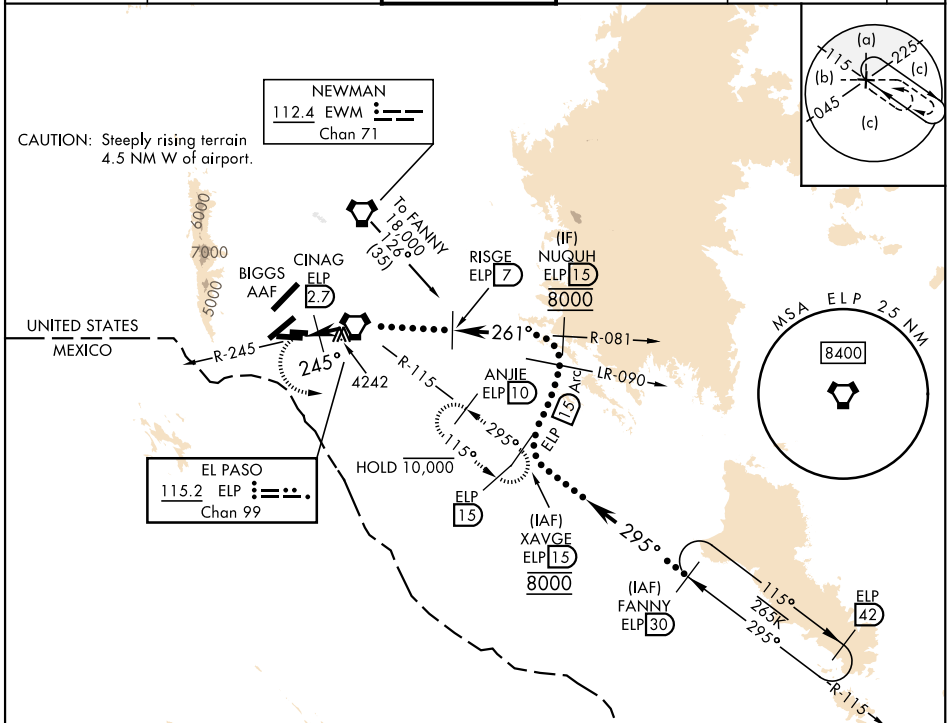 (a)
115
225
(b)
(c)
045
(c)
NEWMAN
112.4 EWM
Chan 71
CAUTION: Steeply rising terrain
4.5 NM W of airport.
6000
7000
5000
To FANNY
18,000
126°
(35)
(IF)
NUQUH
ELP 15
8000
RISGE
ELP 7
CINAG
ELP
2.7
BIGGS
AAF
261°
R-081
MSA ELP 25 NM
8400
UNITED STATES
MEXICO
R-245
245°
4242
R-115
LR-090
ANJIE
ELP 10
ELP 15 Arc
295°
115°
HOLD 10,000
EL PASO
115.2 ELP
Chan 99
ELP
15
(IAF)
XAVGE
ELP 15
8000
295°
(IAF)
FANNY
ELP 30
115°
265K
295°
ELP
42
R-115